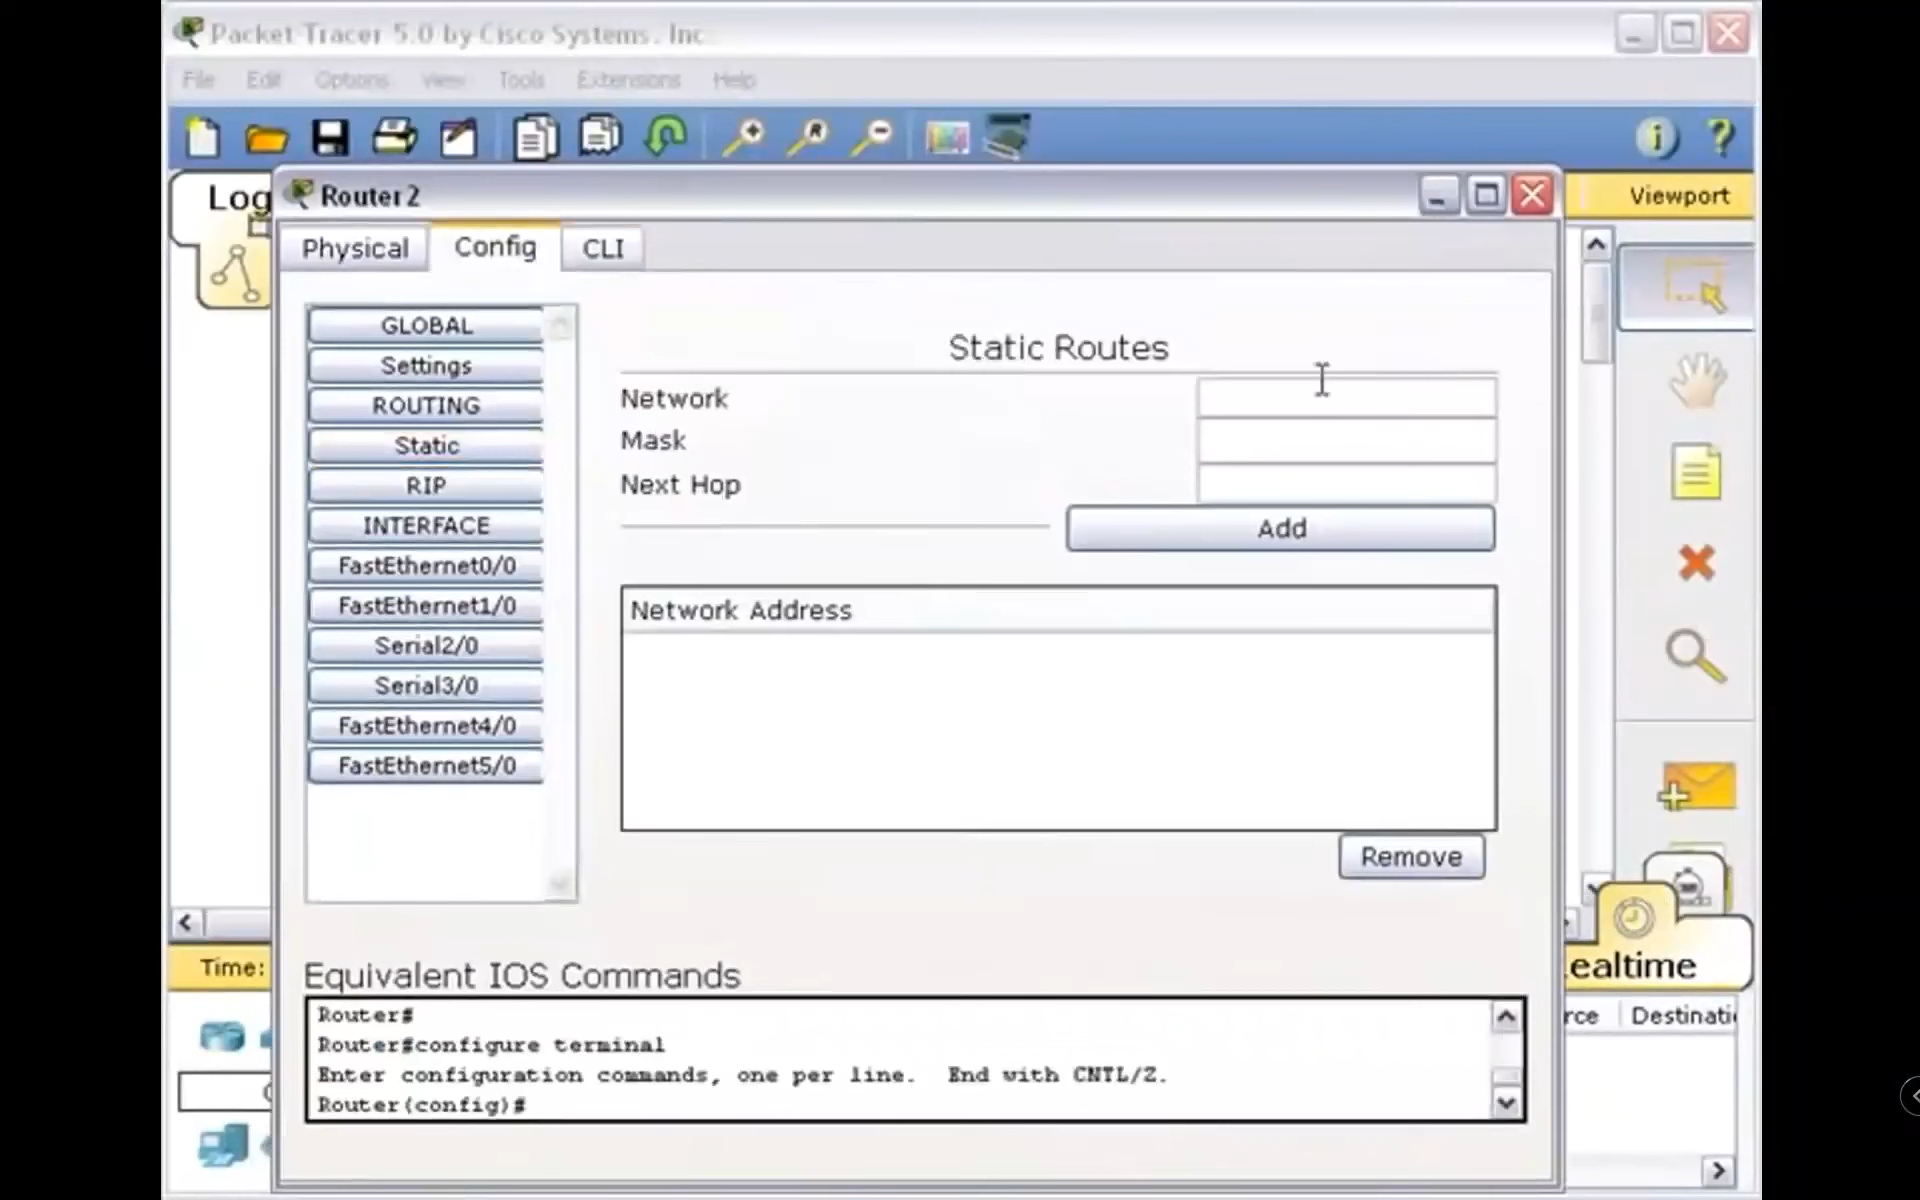 Packet Tracer 5.0 by Cisco Systems, Inc
File Edit Options View Tools Extensions Help
Log
Viewport
Router2
Physical Config CLI
GLOBAL
Settings
ROUTING
Static
RIP
INTERFACE
FastEthernet0/0
FastEthernet1/0
Serial2/0
Serial3/0
FastEthernet4/0
FastEthernet5/0
Static Routes
Network
Mask
Next Hop
Add
Network Address
Remove
Time:
ealtime
Equivalent IOS Commands
Router#
Router#configure terminal
Enter configuration commands, one per line. End with CNTL/Z.
Router(config)#
rce Destinati